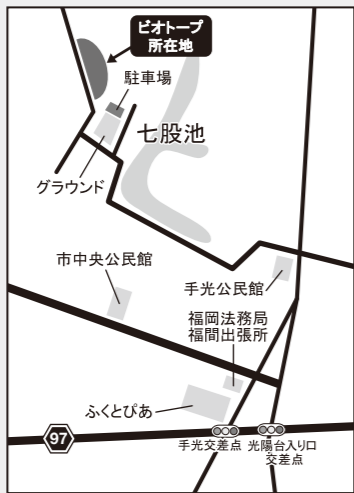 ビオトープ
所在地
駐車場
七股池
グラウンド
市中央公民館
手光公民館
福岡法務局
福間出張所
ふくとぴあ
97
手光交差点
光陽台入り口
交差点